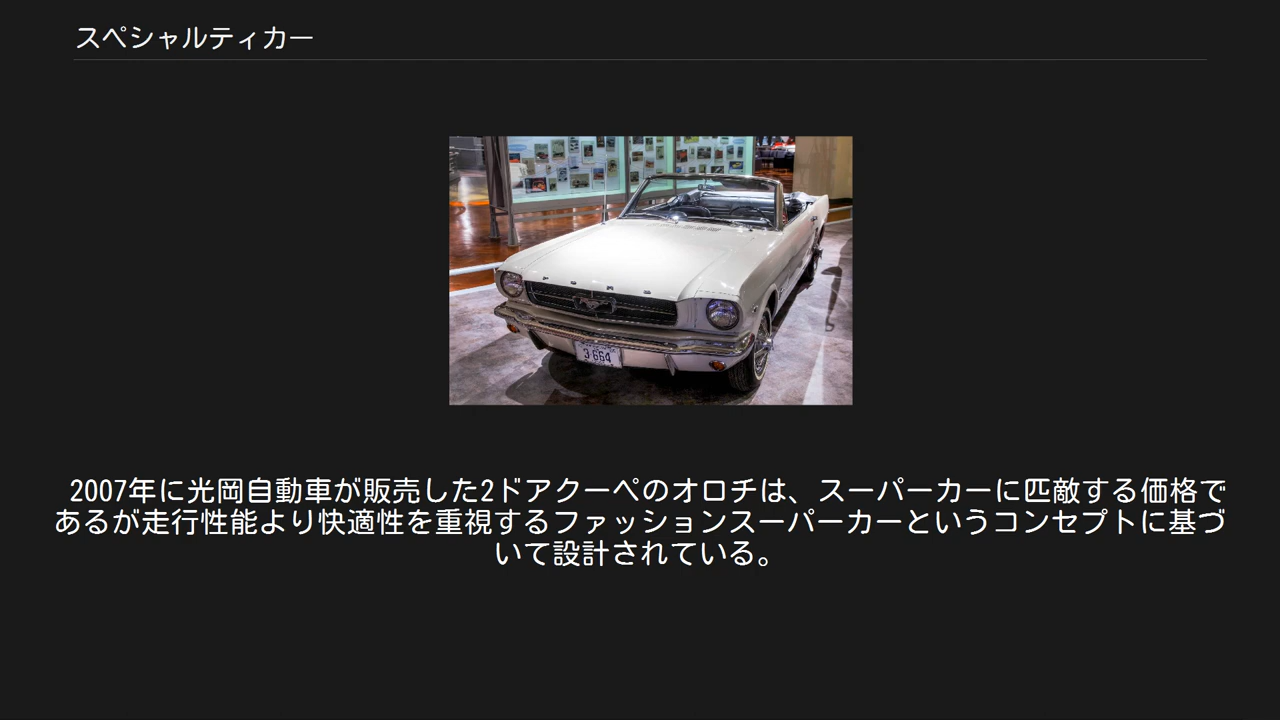 スペシャルティカー
FORD
3·664
2007年に光岡自動車が販売した2ドアクーペのオロチは、スーパーカーに匹敵する価格で
あるが走行性能より快適性を重視するファッションスーパーカーというコンセプトに基づ
いて設計されている。